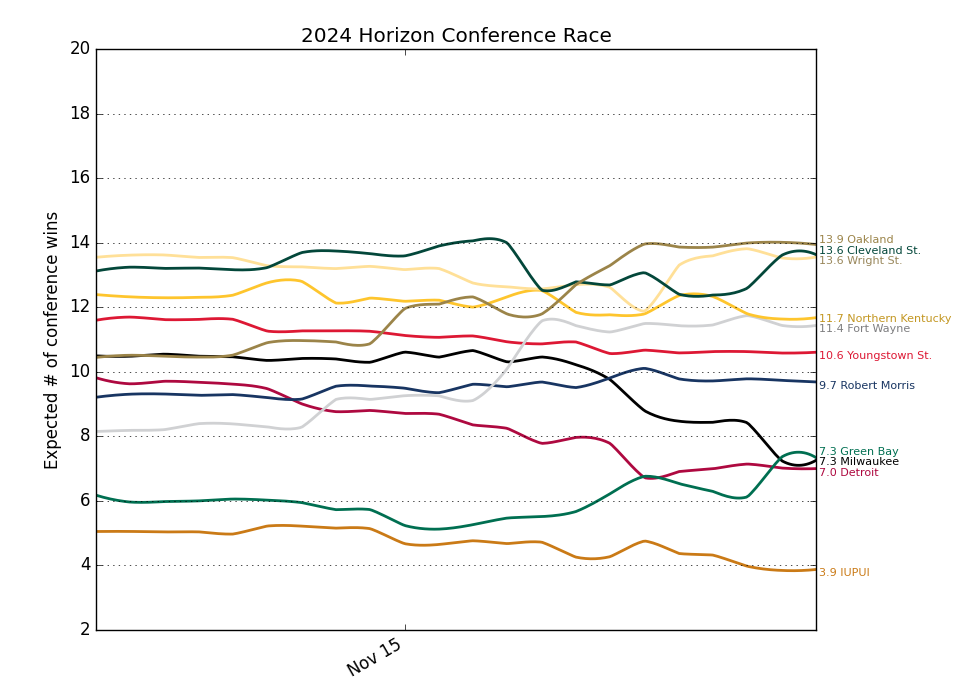 2024 Horizon Conference Race
Expected # of conference wins
20
18
16
14
12
10
8
6
4
2
Nov 15
13.9 Oakland
13.6 Cleveland St.
13.6 Wright St.
11.7 Northern Kentucky
11.4 Fort Wayne
10.6 Youngstown St.
9.7 Robert Morris
7.3 Green Bay
7.3 Milwaukee
7.0 Detroit
3.9 IUPUI